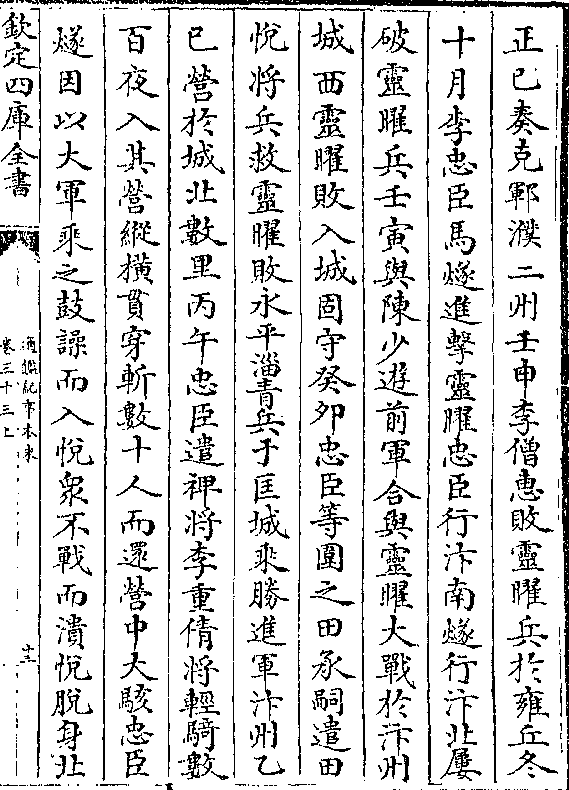 正已奏克鄆濮二州壬申李僧惠敗靈曜兵於雍丘冬
十月李忠臣馬燧進擊靈曜忠臣行汴南燧行汴北屢
破靈曜兵壬寅與陳少遊前軍合與靈曜大戰於汴州
城西靈曜敗入城固守癸卯忠臣等圍之田承嗣遣田
悅將兵救靈曜敗永平淄青兵于匡城乘勝進軍汴州乙
巳營於城北數里丙午忠臣遣裨將李重倩將輕騎數
百夜入其營縱橫貫穿斬數十人而還營中大駭忠臣
燧因以大軍乘之鼓譟而入悅衆不戰而潰悅脫身北
欽定四庫全書
通鑑紀事本末
卷三十三上
十三